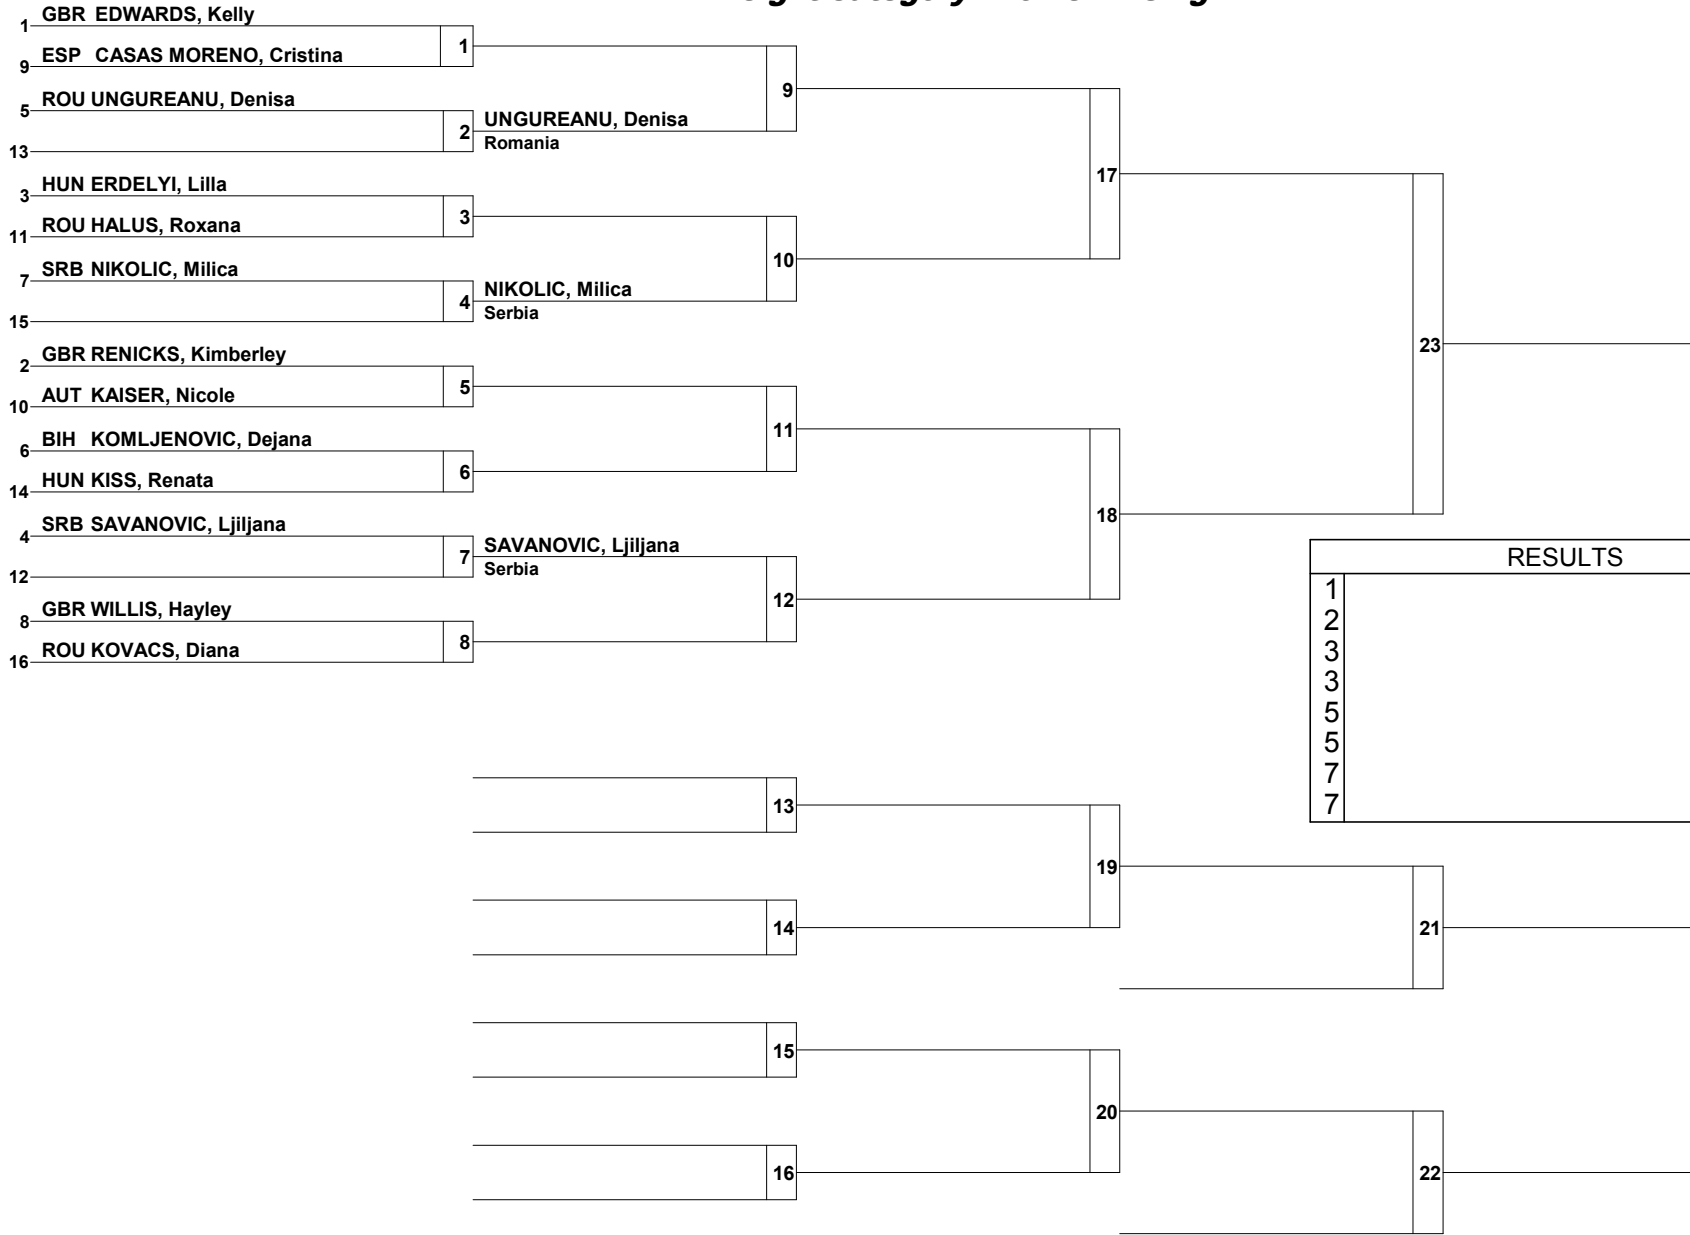 1 GBR EDWARDS, Kelly
1
9 ESP CASAS MORENO, Cristina
9
5 ROU UNGUREANU, Denisa
2 UNGUREANU, Denisa
Romania
13
17
3 HUN ERDELYI, Lilla
3
11 ROU HALUS, Roxana
10
7 SRB NIKOLIC, Milica
4 NIKOLIC, Milica
Serbia
15
23
2 GBR RENICKS, Kimberley
5
10 AUT KAISER, Nicole
11
6 BIH KOMLJENOVIC, Dejana
6
14 HUN KISS, Renata
18
4 SRB SAVANOVIC, Ljiljana
7 SAVANOVIC, Ljiljana
Serbia
12
12
8 GBR WILLIS, Hayley
8
16 ROU KOVACS, Diana
RESULTS
1
2
3
3
5
5
7
7
13
19
14
21
15
20
16
22